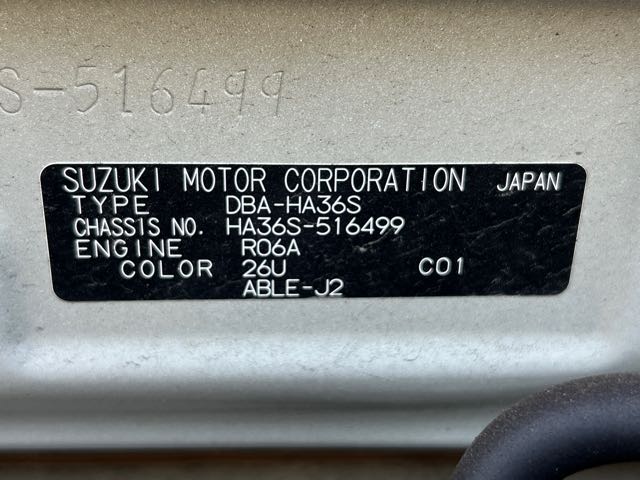 S-516499
SUZUKI MOTOR CORPORATION JAPAN
TYPE DBA-HA36S
CHASSIS NO. HA36S-516499
ENGINE R06A
COLOR 26U C01
ABLE-J2